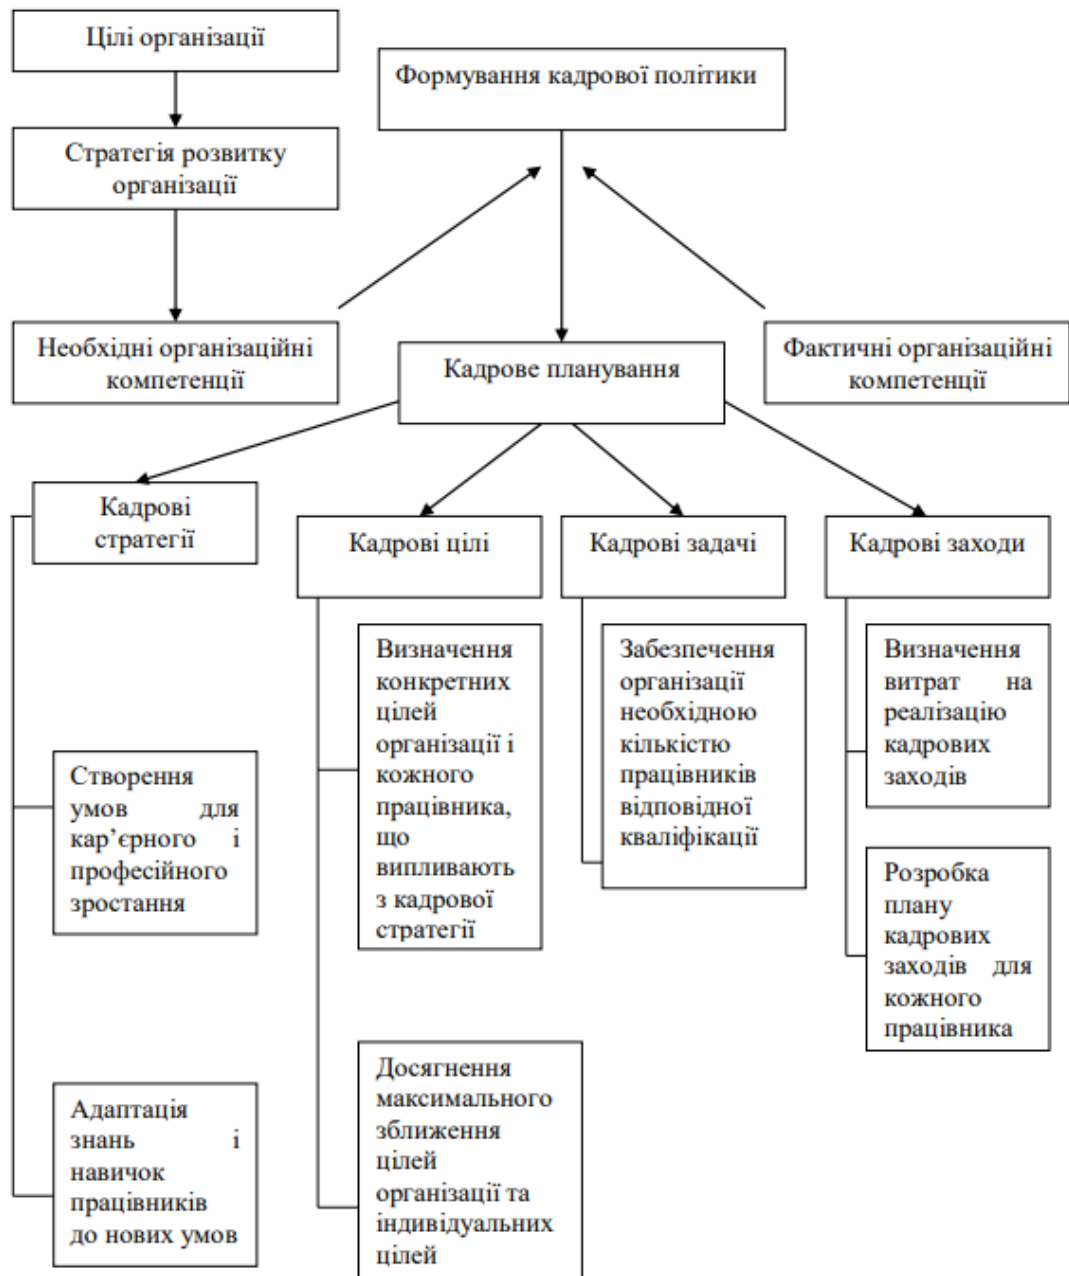 Цілі організації
Формування кадрової політики
Стратегія розвитку
організації
Необхідні організаційні
компетенції
Кадрове планування
Фактичні організаційні
компетенції
Кадрові
стратегії
Кадрові цілі
Кадрові задачі
Кадрові заходи
Створення
умов для
кар’єрного і
професійного
зростання
Адаптація
знань і
навичок
працівників
до нових умов
Визначення
конкретних
цілей
організації і
кожного
працівника,
що
випливають
з кадрової
стратегії
Досягнення
максимального
зближення
цілей
організації та
індивідуальних
цілей
Забезпечення
організації
необхідною
кількістю
працівників
відповідної
кваліфікації
Визначення
витрат на
реалізацію
кадрових
заходів
Розробка
плану
кадрових
заходів для
кожного
працівника